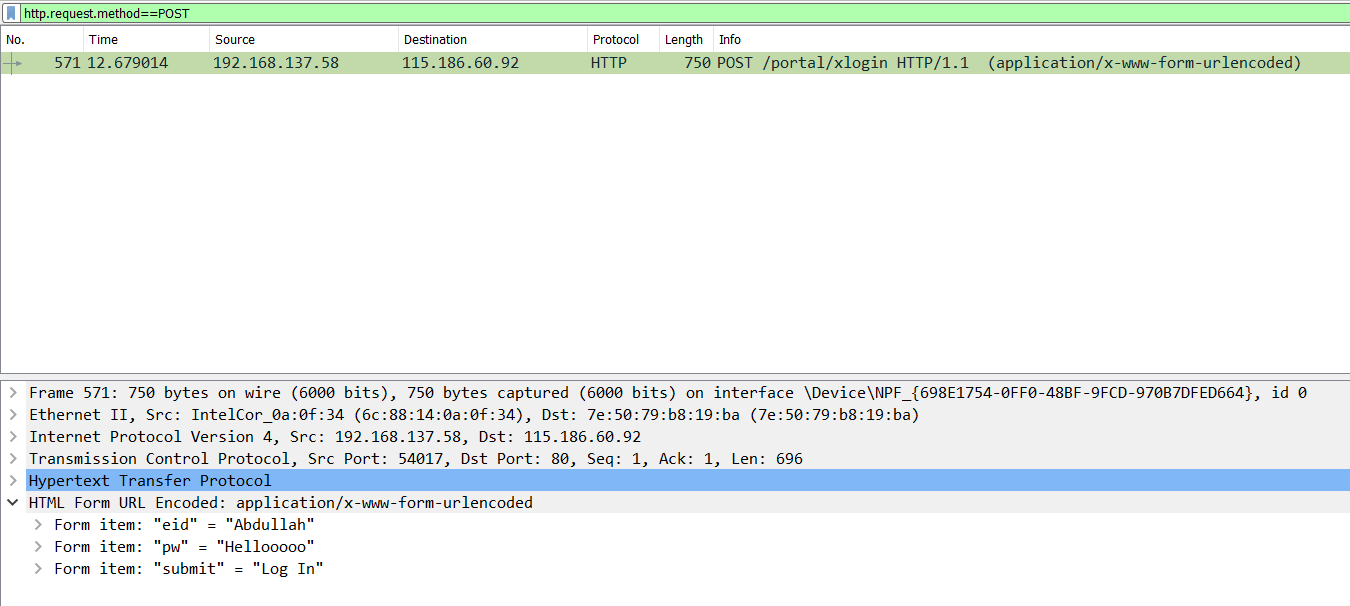 http.request.method==POST
No. Time Source Destination Protocol Length Info
571 12.679014 192.168.137.58 115.186.60.92 HTTP 750 POST /portal/xlogin HTTP/1.1 (application/x-www-form-urlencoded)
Frame 571: 750 bytes on wire (6000 bits), 750 bytes captured (6000 bits) on interface \Device\NPF_{698E1754-0FF0-48BF-9FCD-970B7DFED664}, id 0
Ethernet II, Src: IntelCor_0a:0f:34 (6c:88:14:0a:0f:34), Dst: 7e:50:79:b8:19:ba (7e:50:79:b8:19:ba)
Internet Protocol Version 4, Src: 192.168.137.58, Dst: 115.186.60.92
Transmission Control Protocol, Src Port: 54017, Dst Port: 80, Seq: 1, Ack: 1, Len: 696
Hypertext Transfer Protocol
HTML Form URL Encoded: application/x-www-form-urlencoded
Form item: "eid" = "Abdullah"
Form item: "pw" = "Hellooooo"
Form item: "submit" = "Log In"